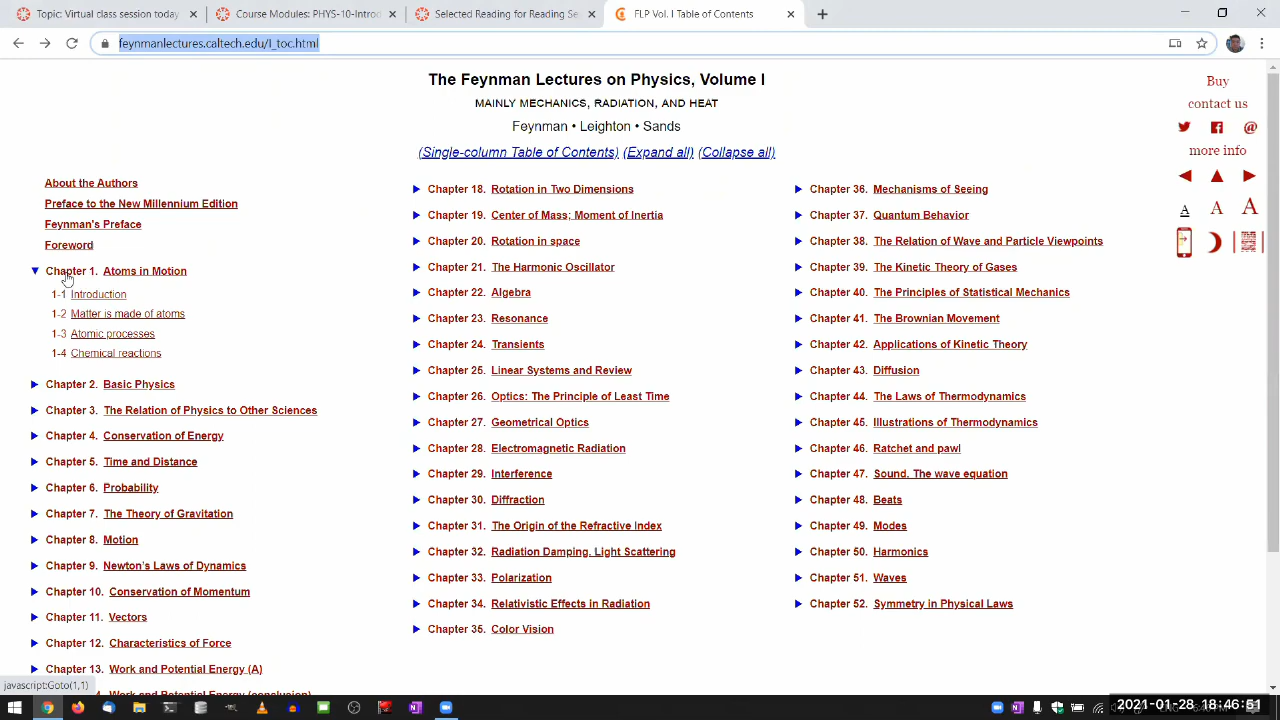 Topic: Virtual class session today
Course Modules: PHYS-10-Introd
Selected Reading for Reading Se
FLP Vol. I Table of Contents
feynmanlectures.caltech.edu/I_toc.html
The Feynman Lectures on Physics, Volume I
MAINLY MECHANICS, RADIATION, AND HEAT
Feynman • Leighton • Sands
(Single-column Table of Contents) (Expand all) (Collapse all)
Buy
contact us
more info
A A A
About the Authors
Preface to the New Millennium Edition
Feynman's Preface
Foreword
Chapter 1. Atoms in Motion
1-1 Introduction
1-2 Matter is made of atoms
1-3 Atomic processes
1-4 Chemical reactions
Chapter 2. Basic Physics
Chapter 3. The Relation of Physics to Other Sciences
Chapter 4. Conservation of Energy
Chapter 5. Time and Distance
Chapter 6. Probability
Chapter 7. The Theory of Gravitation
Chapter 8. Motion
Chapter 9. Newton's Laws of Dynamics
Chapter 10. Conservation of Momentum
Chapter 11. Vectors
Chapter 12. Characteristics of Force
Chapter 13. Work and Potential Energy (A)
Work and Potential Energy (conclusion)
Chapter 18. Rotation in Two Dimensions
Chapter 19. Center of Mass; Moment of Inertia
Chapter 20. Rotation in space
Chapter 21. The Harmonic Oscillator
Chapter 22. Algebra
Chapter 23. Resonance
Chapter 24. Transients
Chapter 25. Linear Systems and Review
Chapter 26. Optics: The Principle of Least Time
Chapter 27. Geometrical Optics
Chapter 28. Electromagnetic Radiation
Chapter 29. Interference
Chapter 30. Diffraction
Chapter 31. The Origin of the Refractive Index
Chapter 32. Radiation Damping. Light Scattering
Chapter 33. Polarization
Chapter 34. Relativistic Effects in Radiation
Chapter 35. Color Vision
Chapter 36. Mechanisms of Seeing
Chapter 37. Quantum Behavior
Chapter 38. The Relation of Wave and Particle Viewpoints
Chapter 39. The Kinetic Theory of Gases
Chapter 40. The Principles of Statistical Mechanics
Chapter 41. The Brownian Movement
Chapter 42. Applications of Kinetic Theory
Chapter 43. Diffusion
Chapter 44. The Laws of Thermodynamics
Chapter 45. Illustrations of Thermodynamics
Chapter 46. Ratchet and pawl
Chapter 47. Sound. The wave equation
Chapter 48. Beats
Chapter 49. Modes
Chapter 50. Harmonics
Chapter 51. Waves
Chapter 52. Symmetry in Physical Laws
javascript:Goto(1,1)
2021-01-28 18:46:51